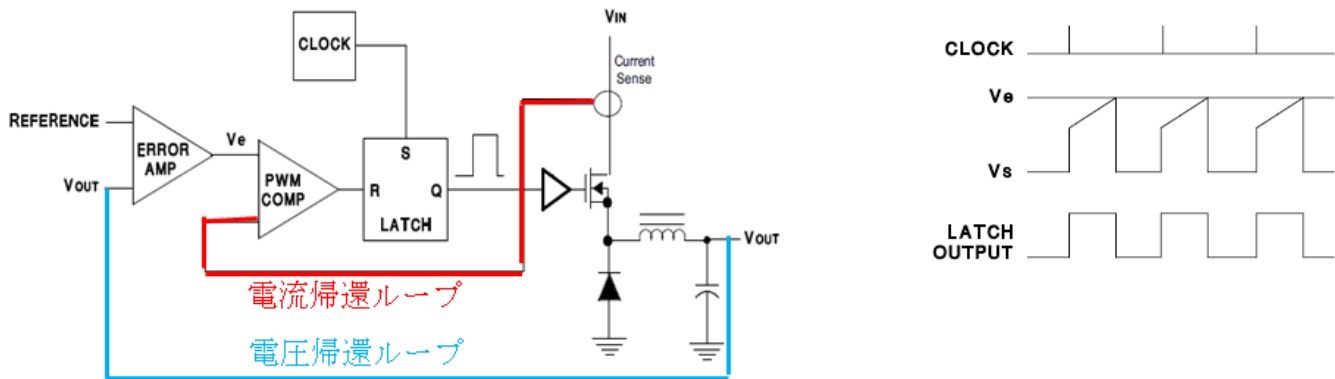 VIN
CLOCK
Current
Sense
REFERENCE
ERROR
AMP
Ve
VOUT
PWM
COMP
S
R
Q
LATCH
VOUT
電流帰還ループ
電圧帰還ループ
CLOCK
Ve
Vs
LATCH
OUTPUT